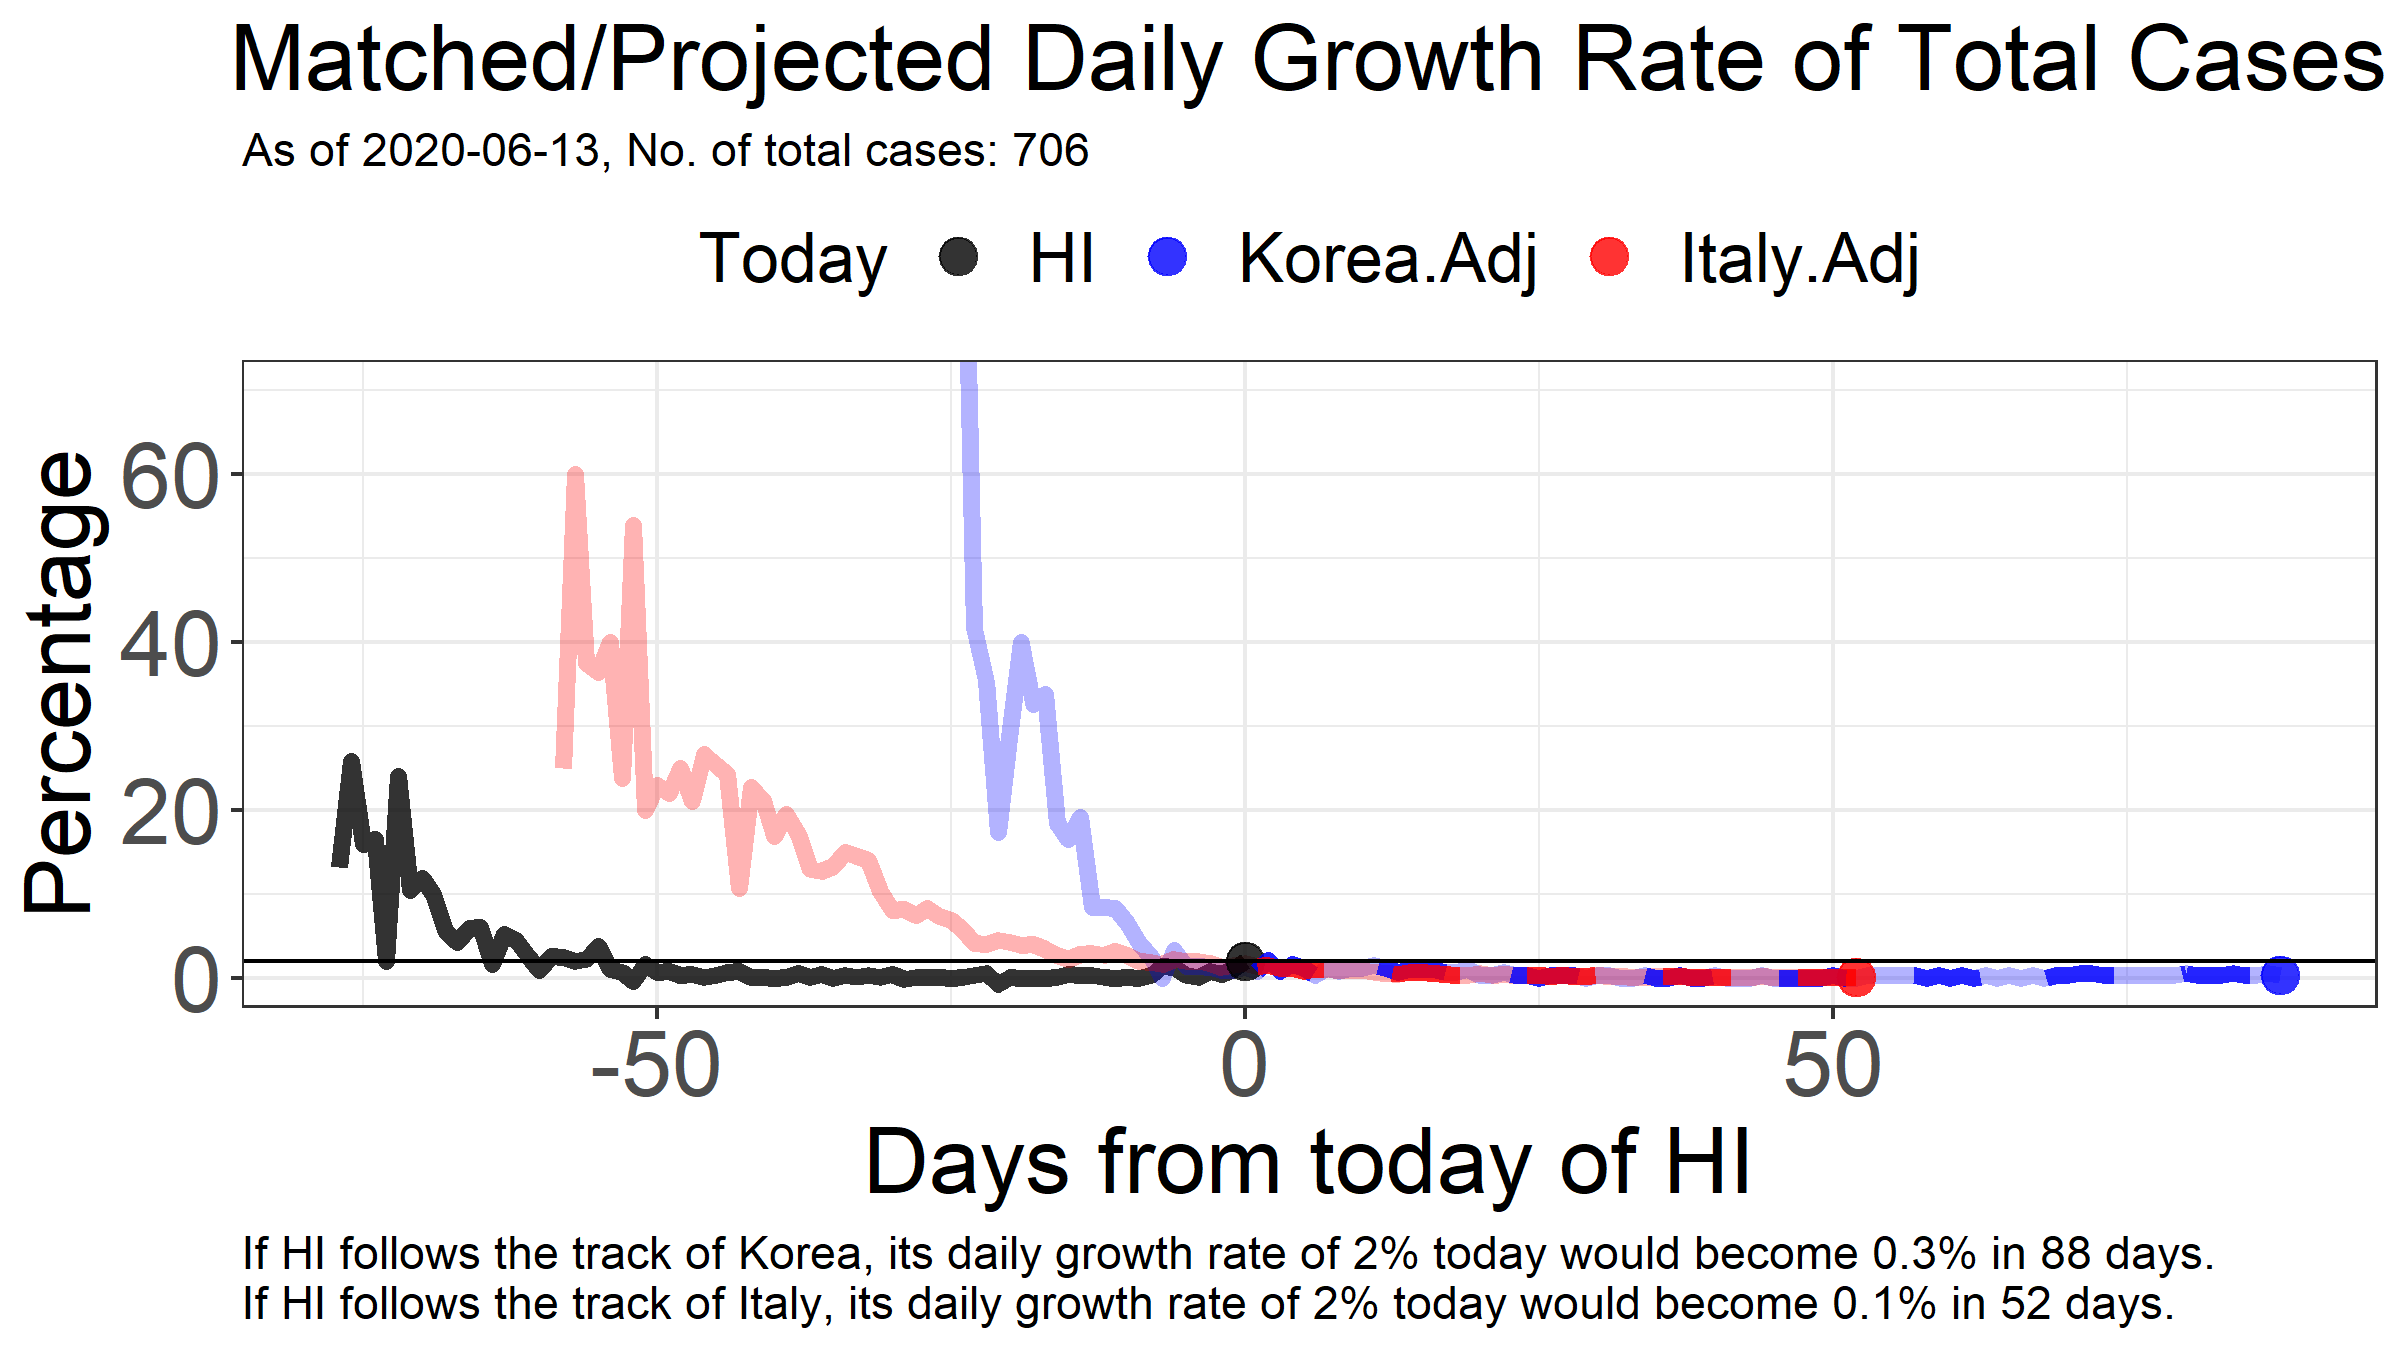 Matched/Projected Daily Growth Rate of Total Cases
As of 2020-06-13, No. of total cases: 706
Today HI Korea.Adj Italy.Adj
Percentage
60
40
20
0
-50 0 50
Days from today of HI
If HI follows the track of Korea, its daily growth rate of 2% today would become 0.3% in 88 days.
If HI follows the track of Italy, its daily growth rate of 2% today would become 0.1% in 52 days.